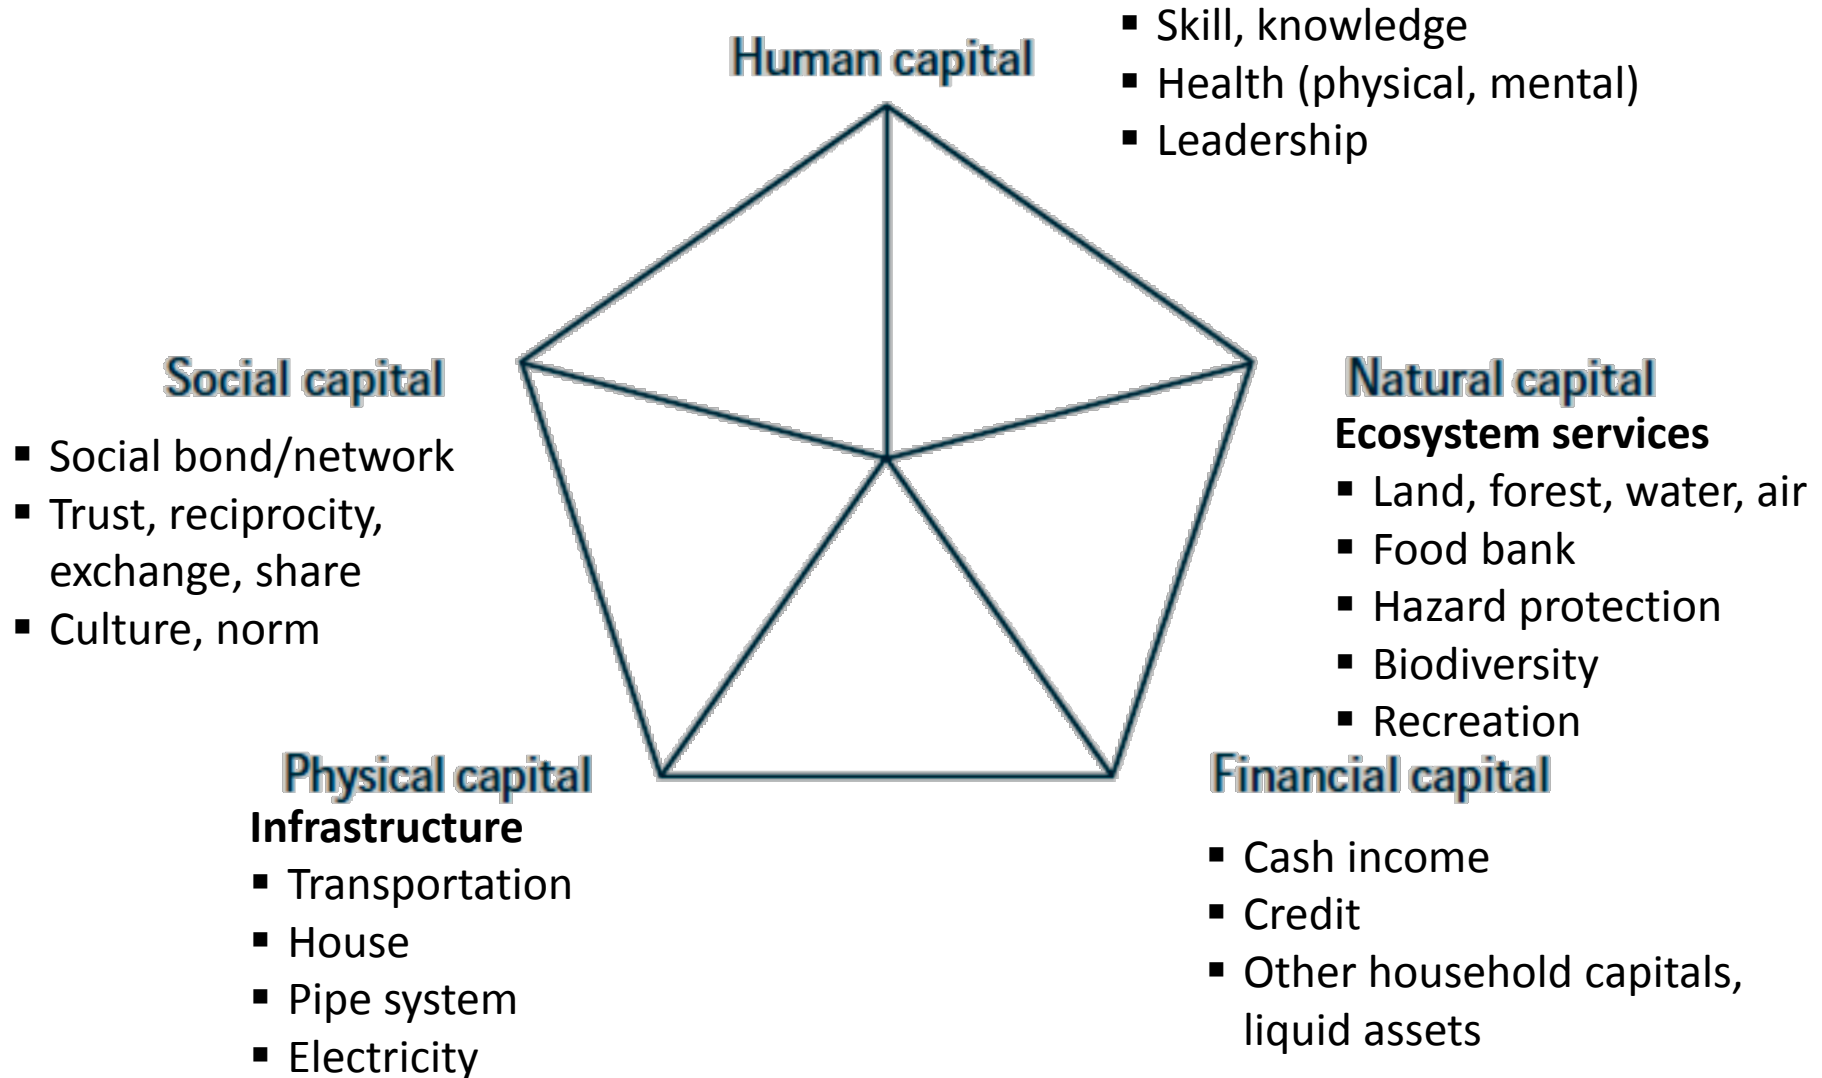 Human capital
▪ Skill, knowledge
▪ Health (physical, mental)
▪ Leadership
Social capital
▪ Social bond/network
▪ Trust, reciprocity,
exchange, share
▪ Culture, norm
Natural capital
Ecosystem services
▪ Land, forest, water, air
▪ Food bank
▪ Hazard protection
▪ Biodiversity
▪ Recreation
Physical capital
Infrastructure
▪ Transportation
▪ House
▪ Pipe system
▪ Electricity
Financial capital
▪ Cash income
▪ Credit
▪ Other household capitals,
liquid assets